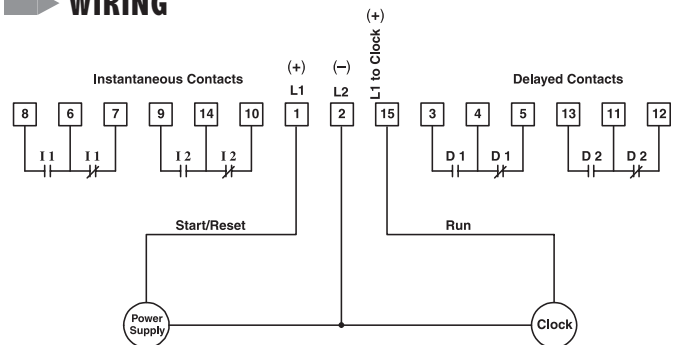 WIRING
(+)
L1 to Clock
(+) (–)
Instantaneous Contacts L1 L2 Delayed Contacts
8 6 7 9 14 10 1 2 15 3 4 5 13 11 12
I 1 I 1 I 2 I 2 D 1 D 1 D 2 D 2
Start/Reset Run
Power
Supply
Clock